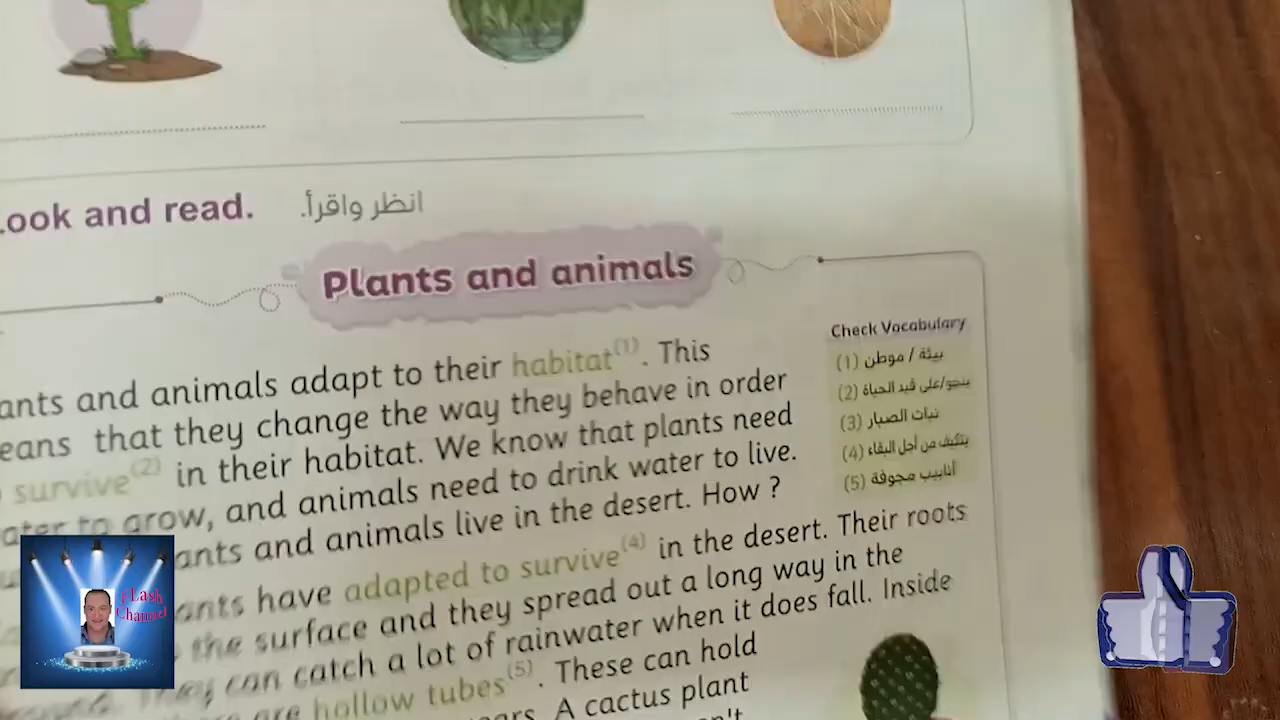 ook and read. انظر واقرأ.
Plants and animals
Check Vocabulary
(1) بيئة / موطن
(2) ينجو/على قيد الحياة
(3) نبات الصبار
(4) يتكيف من أجل البقاء
(5) أنابيب مجوفة
ants and animals adapt to their habitat(1). This
eans that they change the way they behave in order
survive(2) in their habitat. We know that plants need
ater to grow, and animals need to drink water to live.
ants and animals live in the desert. How ?
ants have adapted to survive(4) in the desert. Their roots
the surface and they spread out a long way in the
They can catch a lot of rainwater when it does fall. Inside
are hollow tubes(5). These can hold
ears. A cactus plant
n't
FLash
Channel